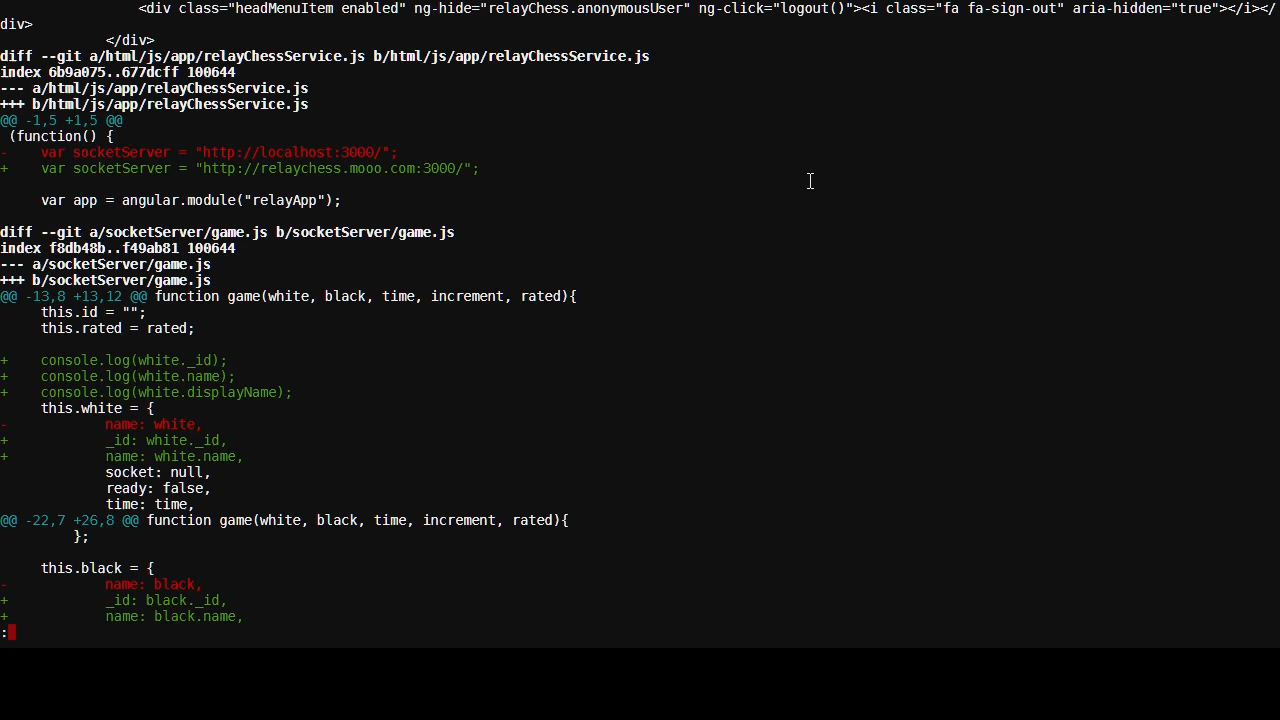 <div class="headMenuItem enabled" ng-hide="relayChess.anonymousUser" ng-click="logout()"><i class="fa fa-sign-out" aria-hidden="true"></i></
div>
</div>
diff --git a/html/js/app/relayChessService.js b/html/js/app/relayChessService.js
index 6b9a075..677dcff 100644
--- a/html/js/app/relayChessService.js
+++ b/html/js/app/relayChessService.js
@@ -1,5 +1,5 @@
 (function() {
-    var socketServer = "http://localhost:3000/";
+    var socketServer = "http://relaychess.mooo.com:3000/";
     var app = angular.module("relayApp");
diff --git a/socketServer/game.js b/socketServer/game.js
index f8db48b..f49ab81 100644
--- a/socketServer/game.js
+++ b/socketServer/game.js
@@ -13,8 +13,12 @@ function game(white, black, time, increment, rated){
     this.id = "";
     this.rated = rated;
+    console.log(white._id);
+    console.log(white.name);
+    console.log(white.displayName);
     this.white = {
-            name: white,
+            _id: white._id,
+            name: white.name,
             socket: null,
             ready: false,
             time: time,
@@ -22,7 +26,8 @@ function game(white, black, time, increment, rated){
         };
     this.black = {
-            name: black,
+            _id: black._id,
+            name: black.name,
: